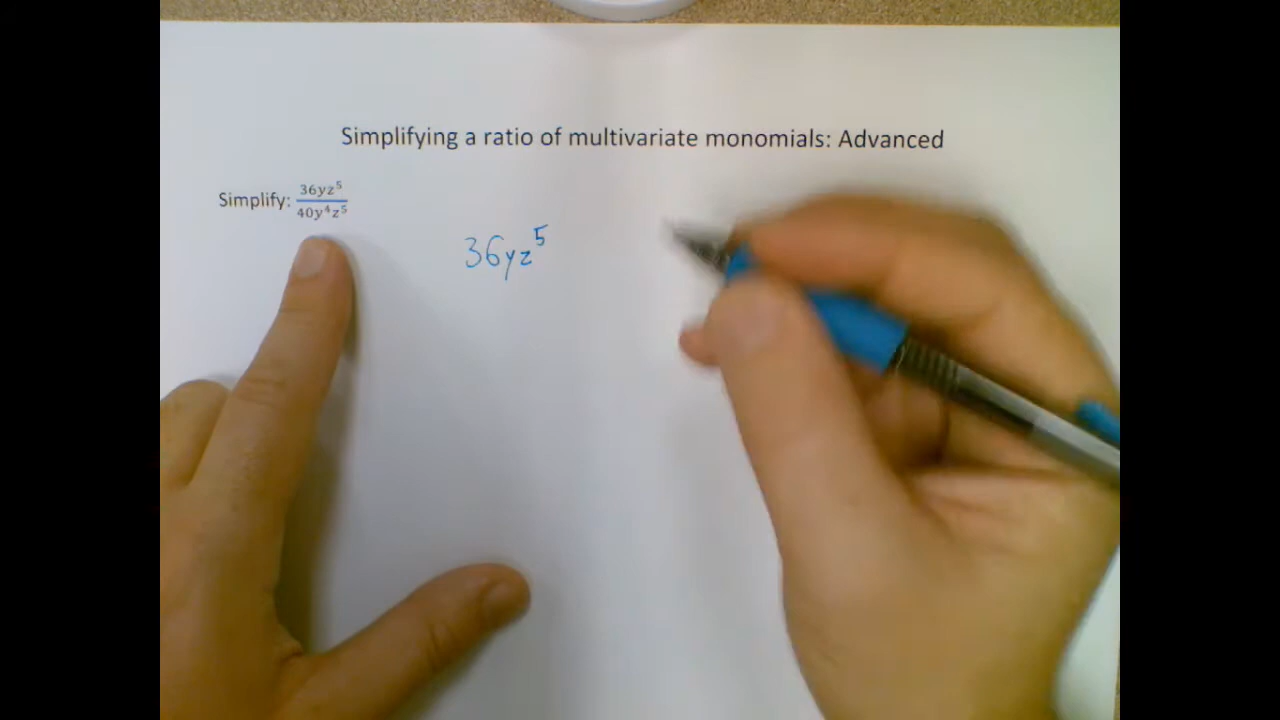 Simplifying a ratio of multivariate monomials: Advanced
Simplify: 36yz⁵/40y⁴z⁵
36yz⁵